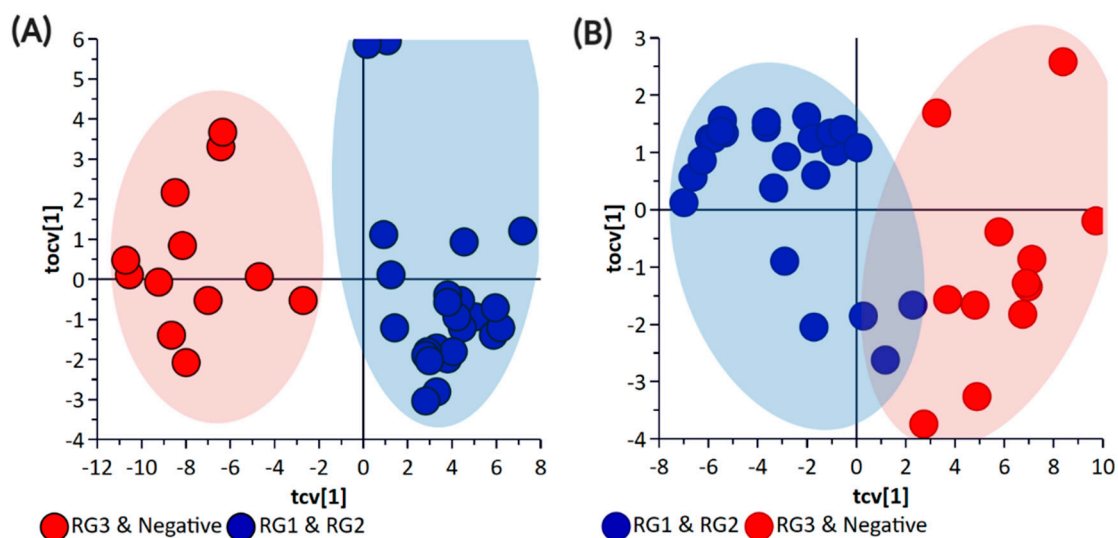 (A)
tocv[1]
6
5
4
3
2
1
0
-1
-2
-3
-4
-12 -10 -8 -6 -4 -2 0 2 4 6 8
tcv[1]
RG3 & Negative RG1 & RG2
(B)
tocv[1]
3
2
1
0
-1
-2
-3
-4
-8 -6 -4 -2 0 2 4 6 8 10
tcv[1]
RG1 & RG2 RG3 & Negative